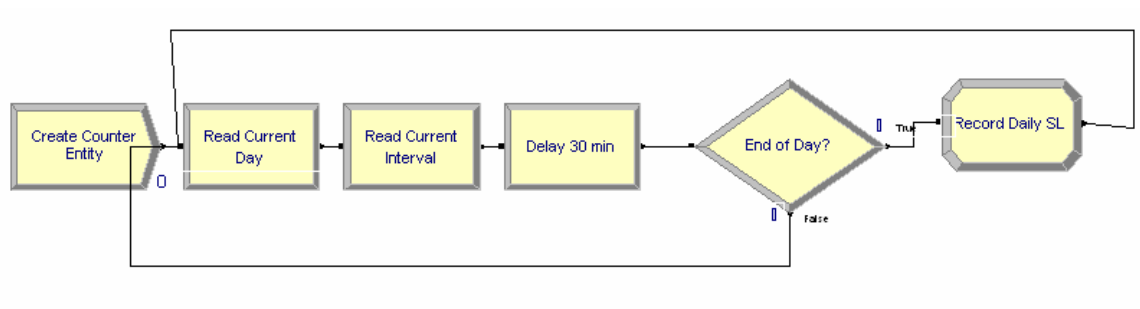 Create Counter
Entity
0
Read Current
Day
Read Current
Interval
Delay 30 min
End of Day?
0
True
0
False
Record Daily SL